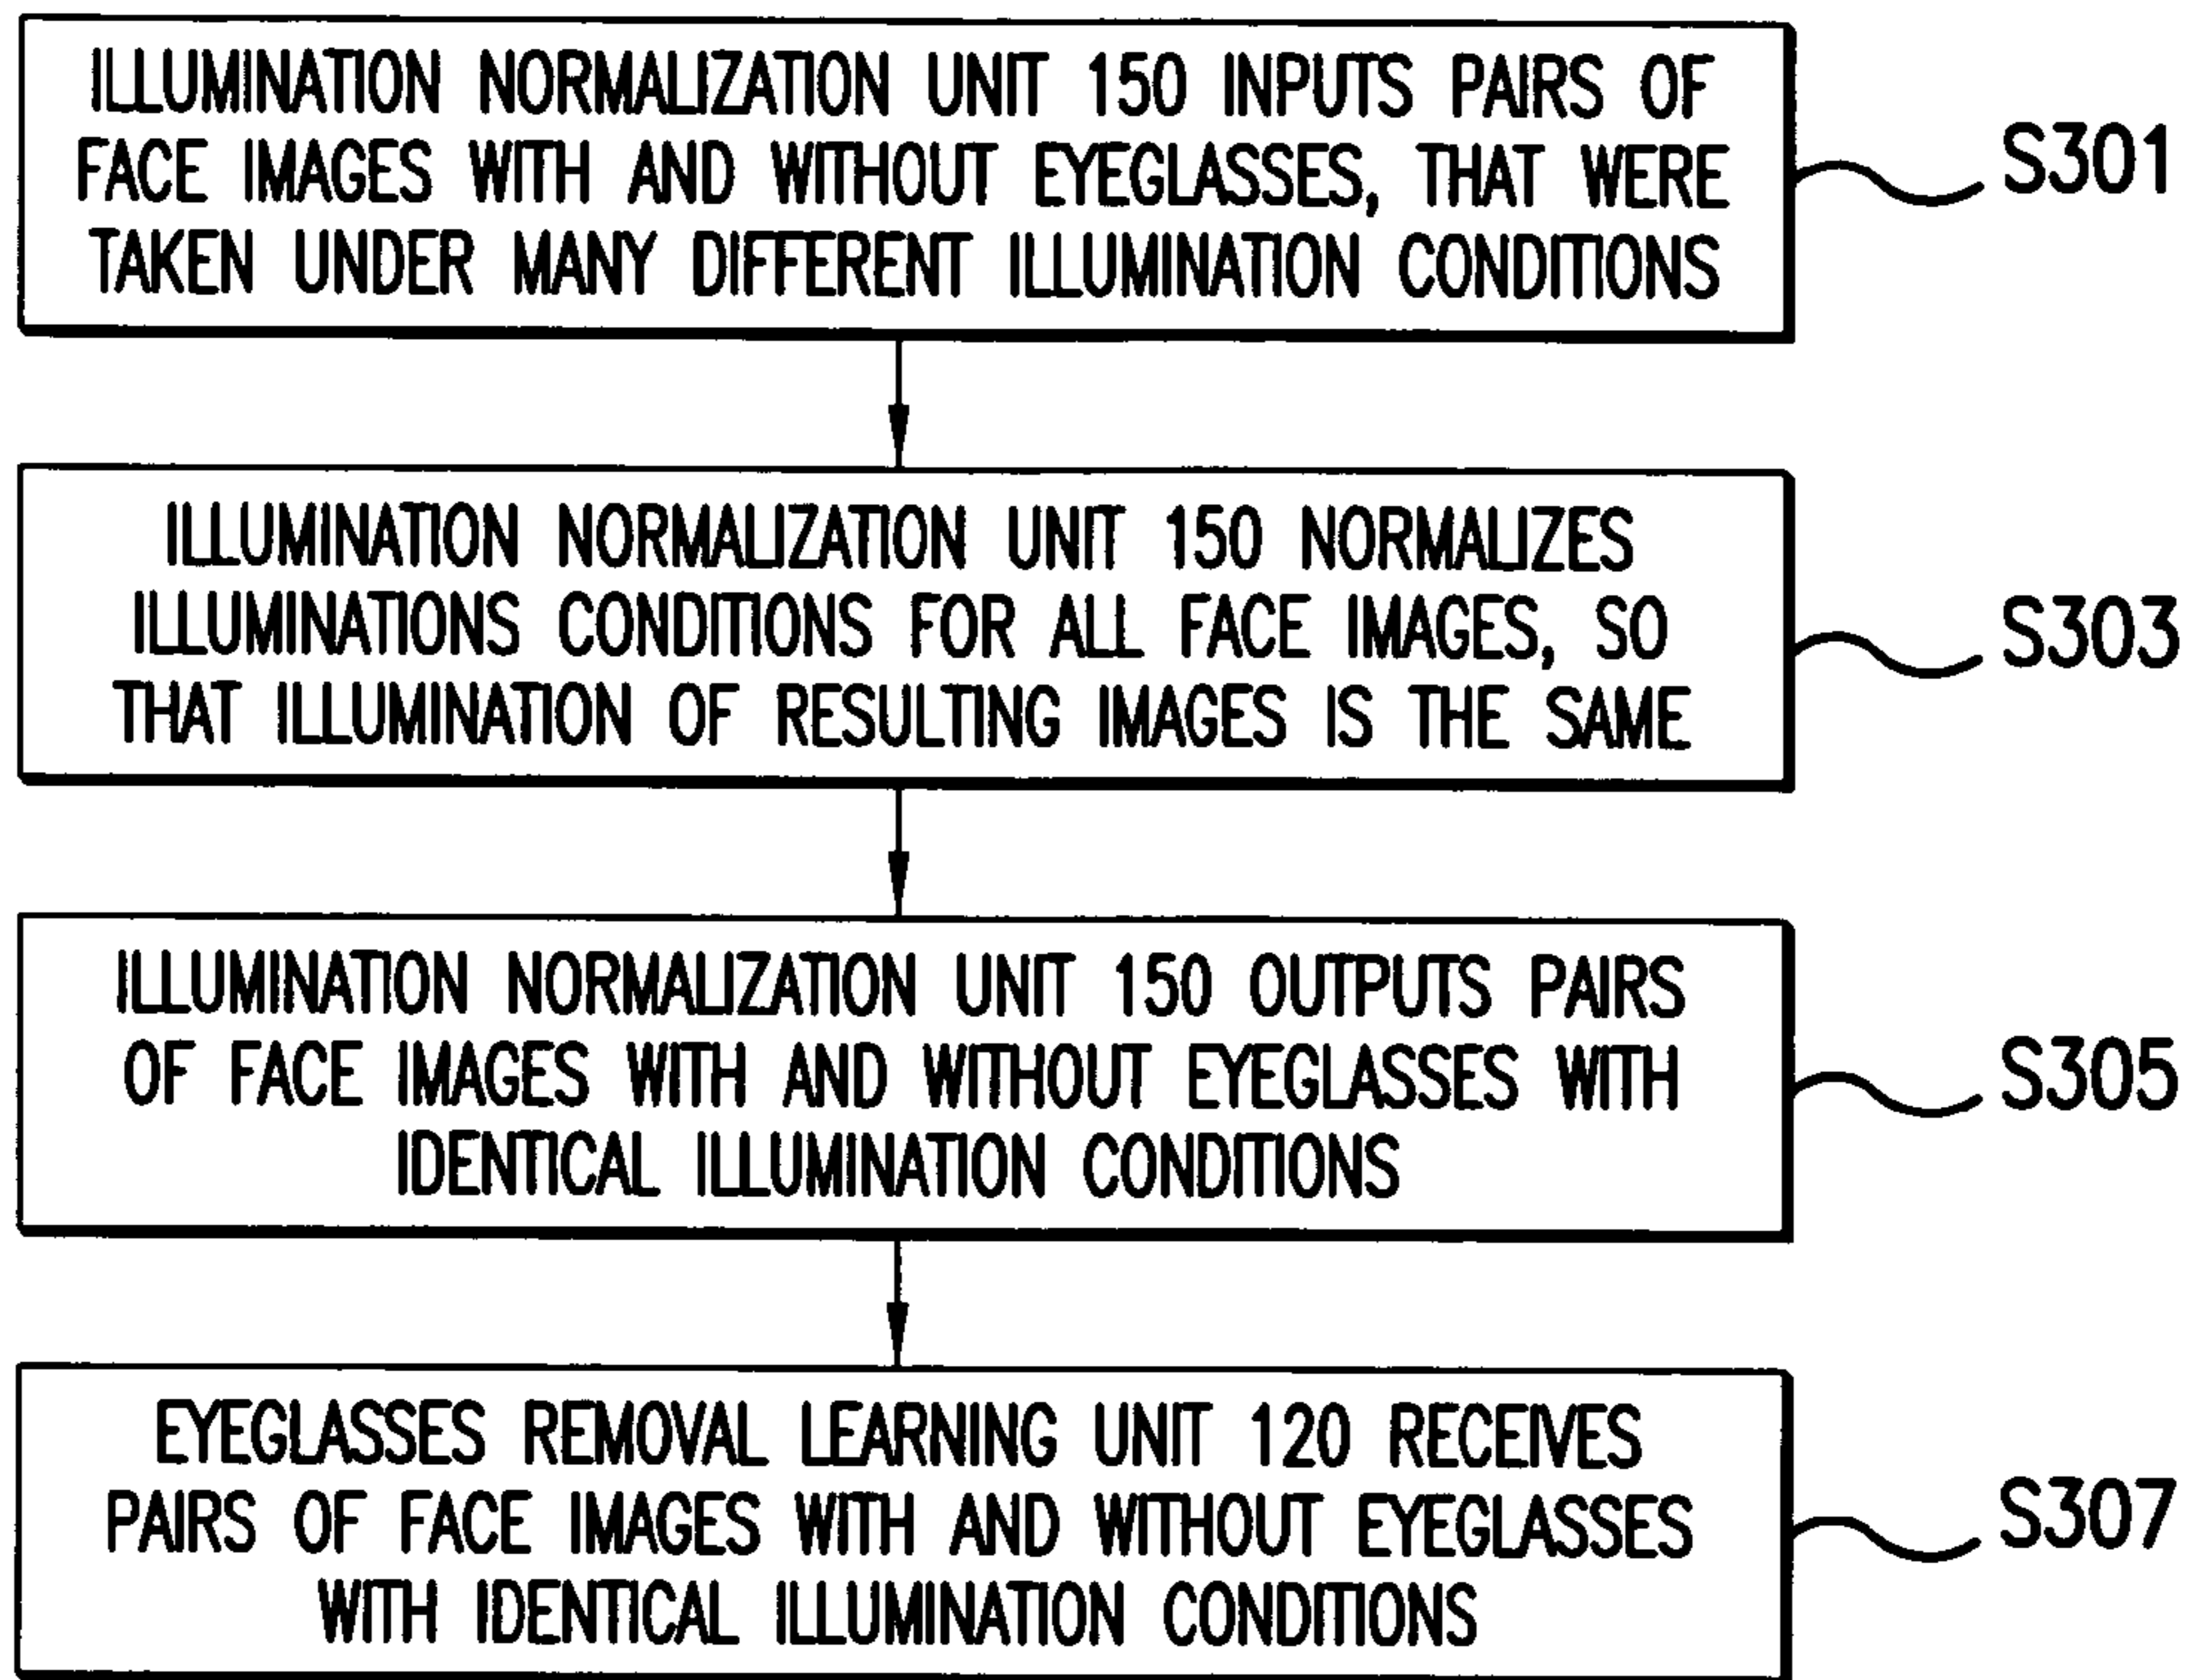 ILLUMINATION NORMALIZATION UNIT 150 INPUTS PAIRS OF
FACE IMAGES WITH AND WITHOUT EYEGLASSES, THAT WERE
TAKEN UNDER MANY DIFFERENT ILLUMINATION CONDITIONS
S301
ILLUMINATION NORMALIZATION UNIT 150 NORMALIZES
ILLUMINATIONS CONDITIONS FOR ALL FACE IMAGES, SO
THAT ILLUMINATION OF RESULTING IMAGES IS THE SAME
S303
ILLUMINATION NORMALIZATION UNIT 150 OUTPUTS PAIRS
OF FACE IMAGES WITH AND WITHOUT EYEGLASSES WITH
IDENTICAL ILLUMINATION CONDITIONS
S305
EYEGLASSES REMOVAL LEARNING UNIT 120 RECEIVES
PAIRS OF FACE IMAGES WITH AND WITHOUT EYEGLASSES
WITH IDENTICAL ILLUMINATION CONDITIONS
S307